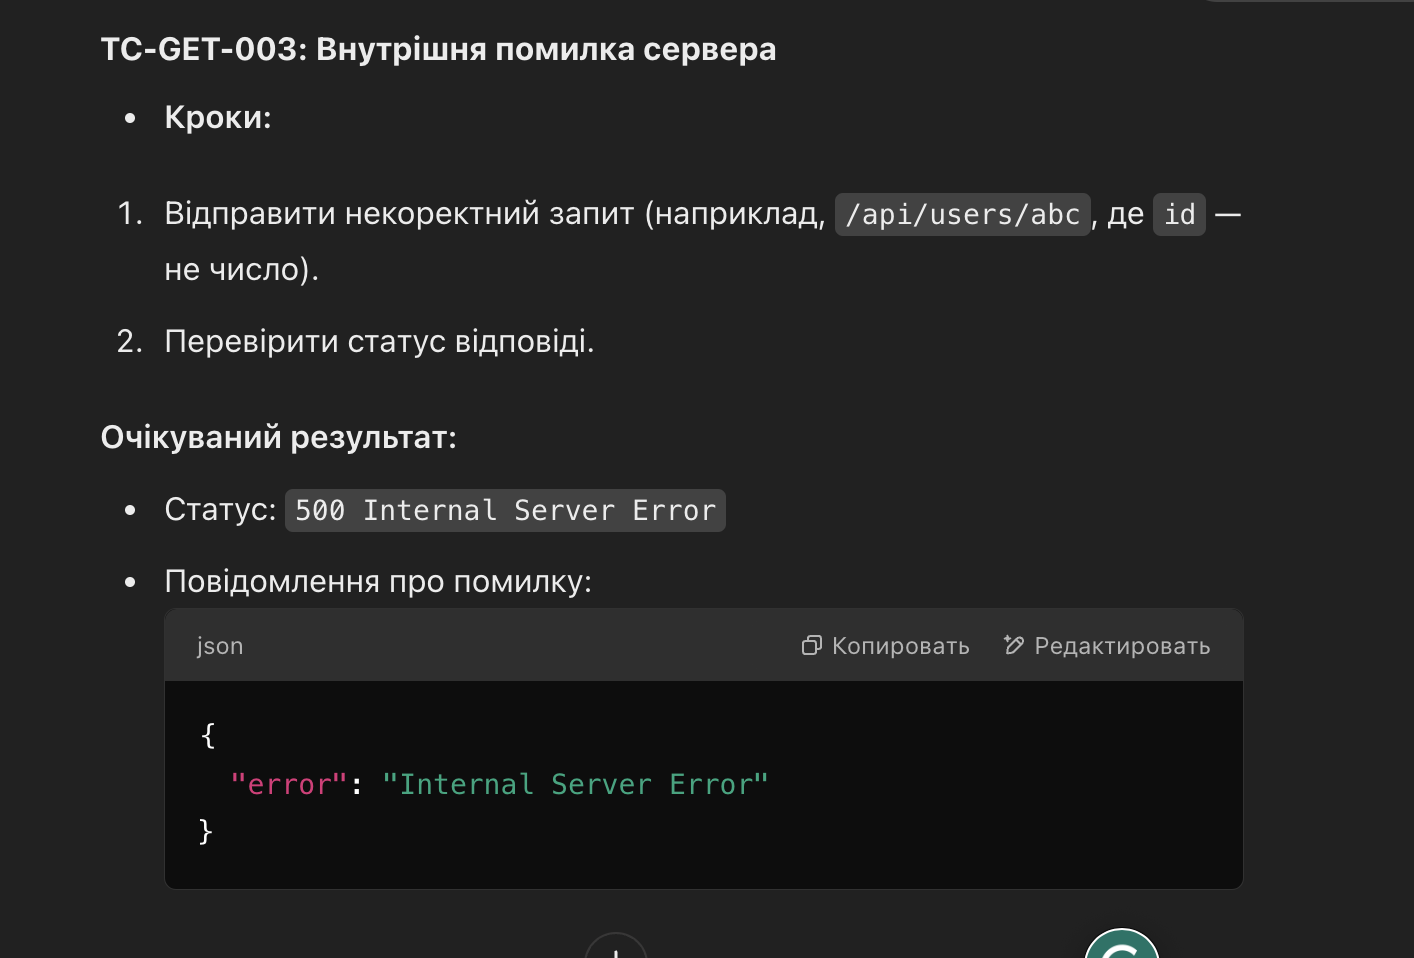 TC-GET-003: Внутрішня помилка сервера
• Кроки:
1. Відправити некоректний запит (наприклад, /api/users/abc, де id —
не число).
2. Перевірити статус відповіді.
Очікуваний результат:
• Статус: 500 Internal Server Error
• Повідомлення про помилку:
json Копировать Редактировать
{
"error": "Internal Server Error"
}